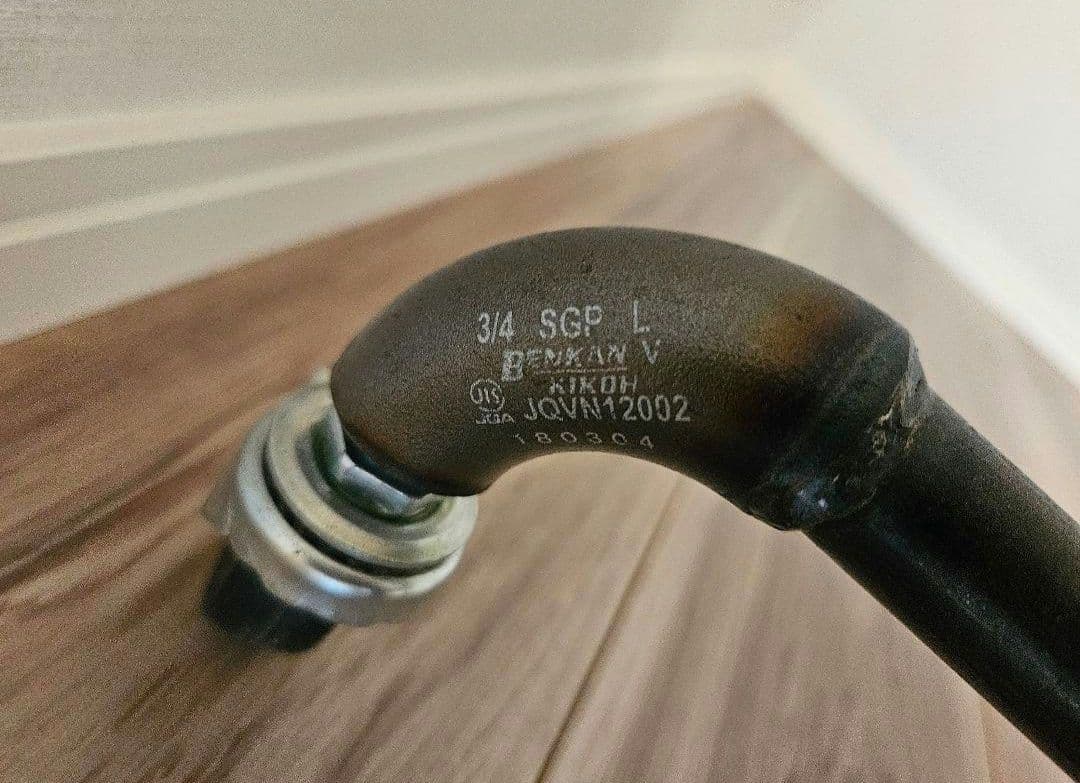 3/4 SGP L
BENKAN V
KIKOH
JIS
JQA JQVN12002
180304